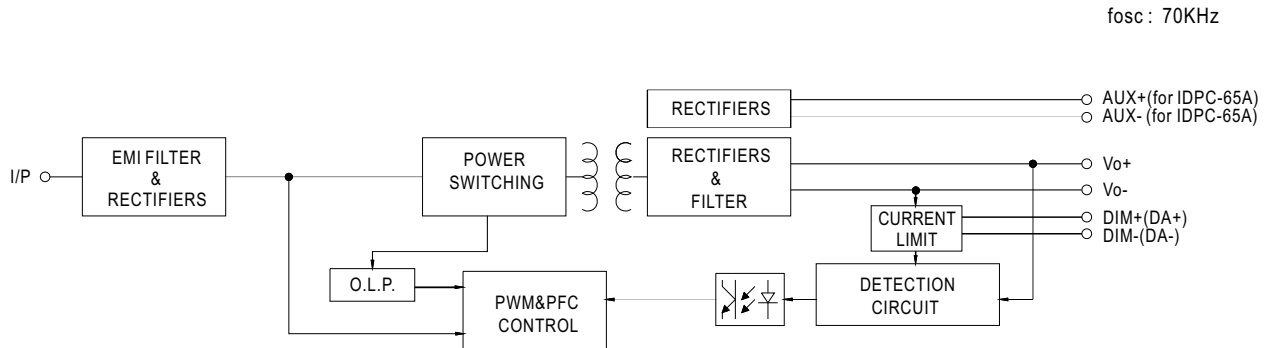 fosc : 70KHz
RECTIFIERS
AUX+(for IDPC-65A)
AUX- (for IDPC-65A)
I/P
EMI FILTER
&
RECTIFIERS
POWER
SWITCHING
RECTIFIERS
&
FILTER
Vo+
Vo-
CURRENT
LIMIT
DIM+(DA+)
DIM-(DA-)
O.L.P.
PWM&PFC
CONTROL
DETECTION
CIRCUIT